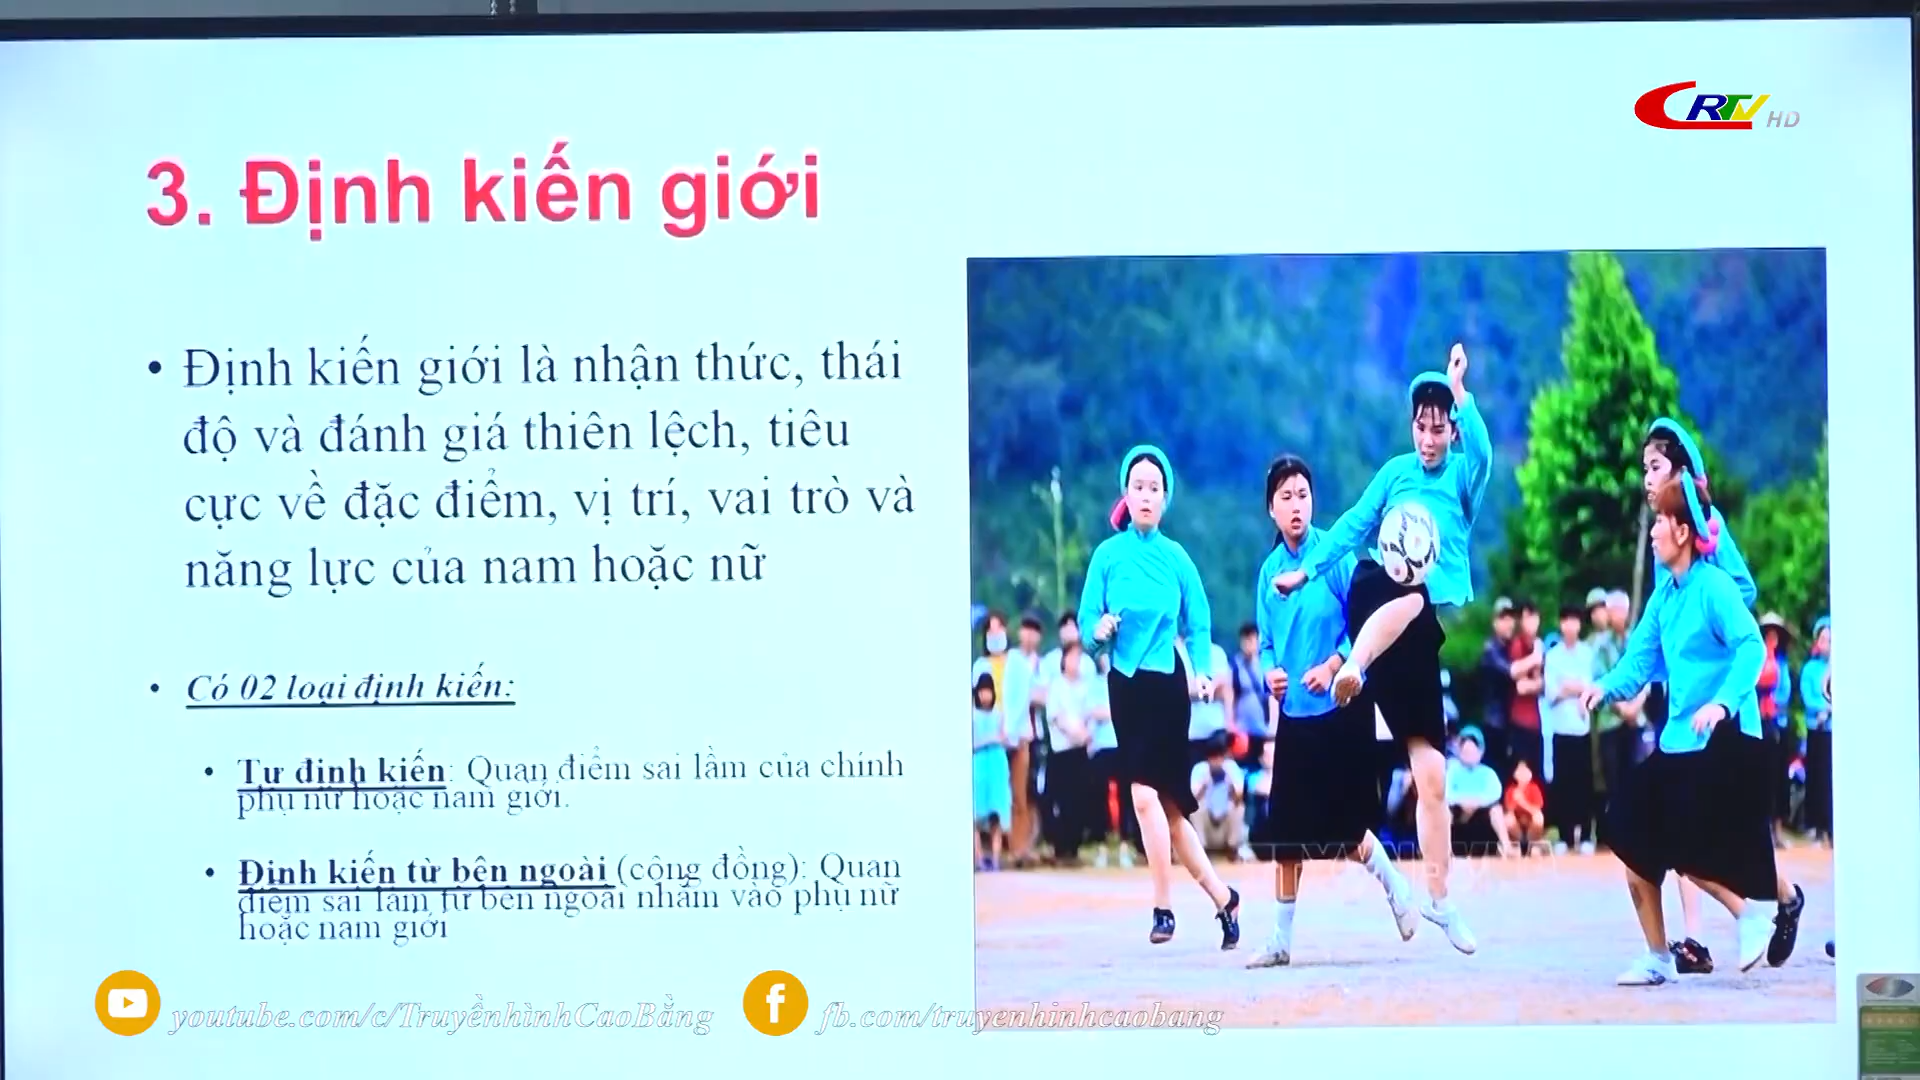 CRTV HD
3. Định kiến giới
• Định kiến giới là nhận thức, thái
độ và đánh giá thiên lệch, tiêu
cực về đặc điểm, vị trí, vai trò và
năng lực của nam hoặc nữ
• Có 02 loại định kiến:
• Tự định kiến: Quan điểm sai lầm của chính
phụ nữ hoặc nam giới.
• Định kiến từ bên ngoài (cộng đồng): Quan
điểm sai lầm từ bên ngoài nhắm vào phụ nữ
hoặc nam giới
youtube.com/c/TruyềnhìnhCaoBằng
fb.com/truyenhinhcaobang